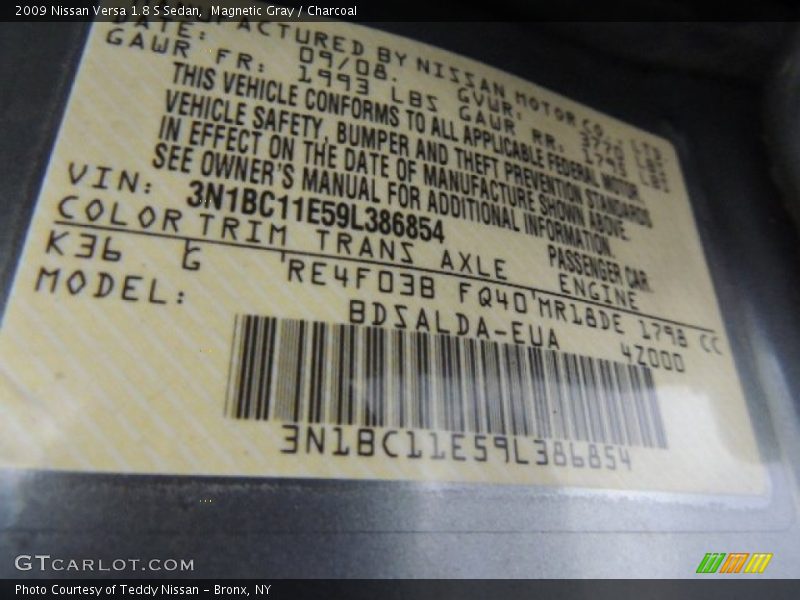 2009 Nissan Versa 1.8 S Sedan, Magnetic Gray / Charcoal
MANUFACTURED BY NISSAN MOTOR CO., LTD.
DATE: 09/08. GVWR:
GAWR FR: 1993 LBS GAWR RR: 1795 LBS
THIS VEHICLE CONFORMS TO ALL APPLICABLE FEDERAL MOTOR
VEHICLE SAFETY, BUMPER AND THEFT PREVENTION STANDARDS
IN EFFECT ON THE DATE OF MANUFACTURE SHOWN ABOVE.
SEE OWNER'S MANUAL FOR ADDITIONAL INFORMATION.
VIN: 3N1BC11E59L386854 PASSENGER CAR.
COLOR TRIM TRANS AXLE ENGINE
K36 G RE4F03B FQ40 MR18DE 1798 CC
MODEL: BDSALDA-EUA 4Z000
3N1BC11E59L386854
GTCARLOT.COM
Photo Courtesy of Teddy Nissan – Bronx, NY